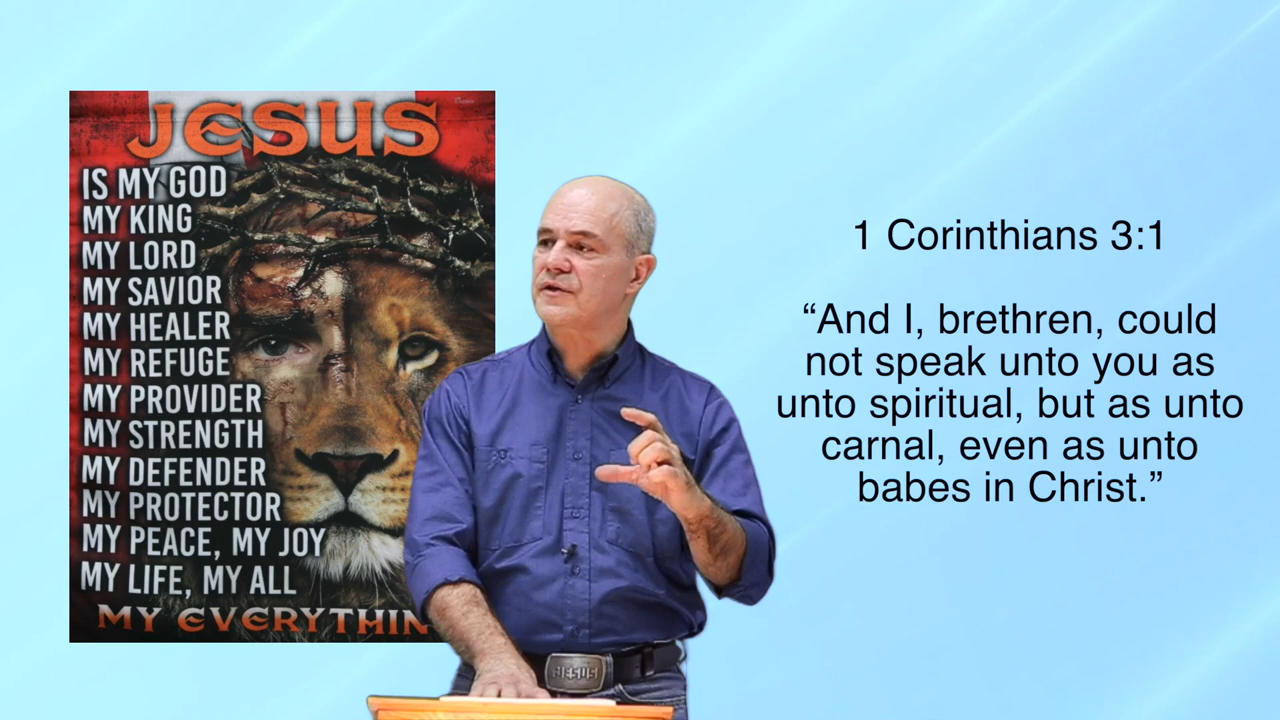 JESUS
IS MY GOD
MY KING
MY LORD
MY SAVIOR
MY HEALER
MY REFUGE
MY PROVIDER
MY STRENGTH
MY DEFENDER
MY PROTECTOR
MY PEACE, MY JOY
MY LIFE, MY ALL
MY EVERYTHIN
JESUS
1 Corinthians 3:1
“And I, brethren, could
not speak unto you as
unto spiritual, but as unto
carnal, even as unto
babes in Christ.”